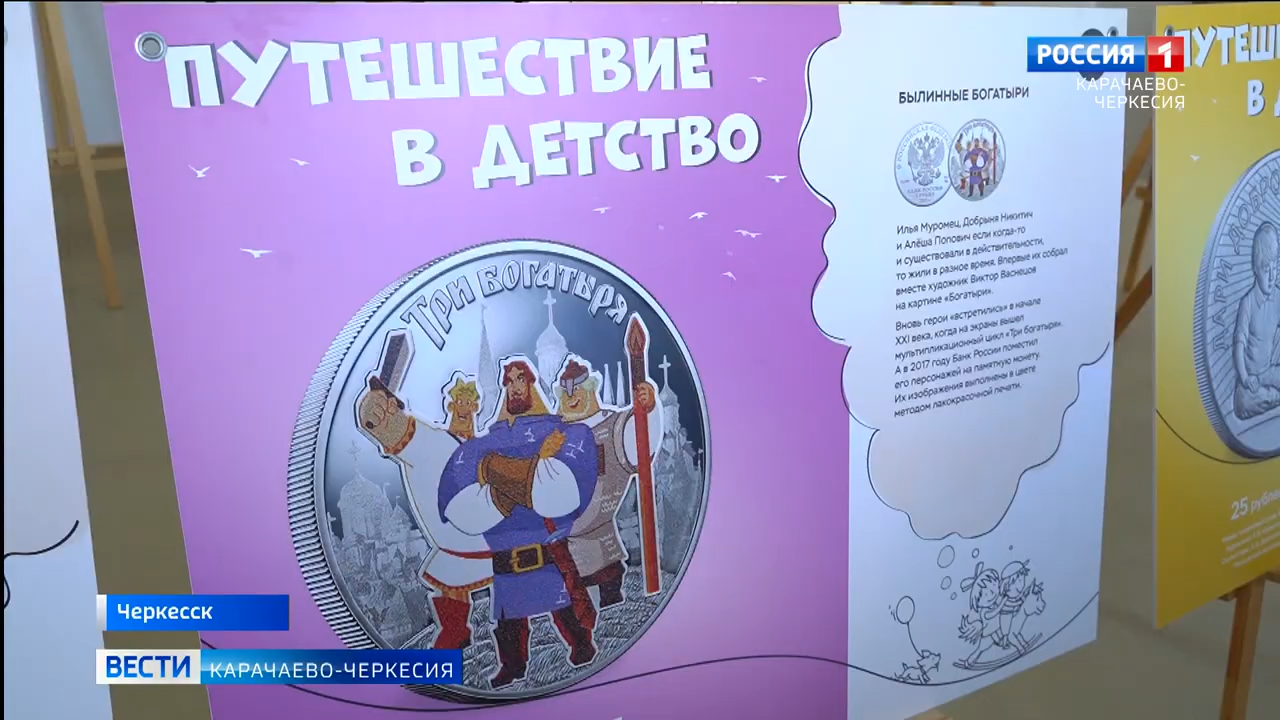 ПУТЕШЕСТВИЕ
В ДЕТСТВО
Три богатыря
БЫЛИННЫЕ БОГАТЫРИ
Илья Муромец, Добрыня Никитич
и Алёша Попович если когда-то
и существовали в действительности,
то жили в разное время. Впервые их собрал
вместе художник Виктор Васнецов
на картине «Богатыри».
Вновь герои «встретились» в начале
XXI века, когда на экраны вышел
мультипликационный цикл «Три богатыря».
А в 2017 году Банк России поместил
его персонажей на памятную монету.
Их изображения выполнены в цвете
методом лакокрасочной печати.
РОССИЯ 1
КАРАЧАЕВО-
ЧЕРКЕСИЯ
В
25
Черкесск
ВЕСТИ КАРАЧАЕВО-ЧЕРКЕСИЯ